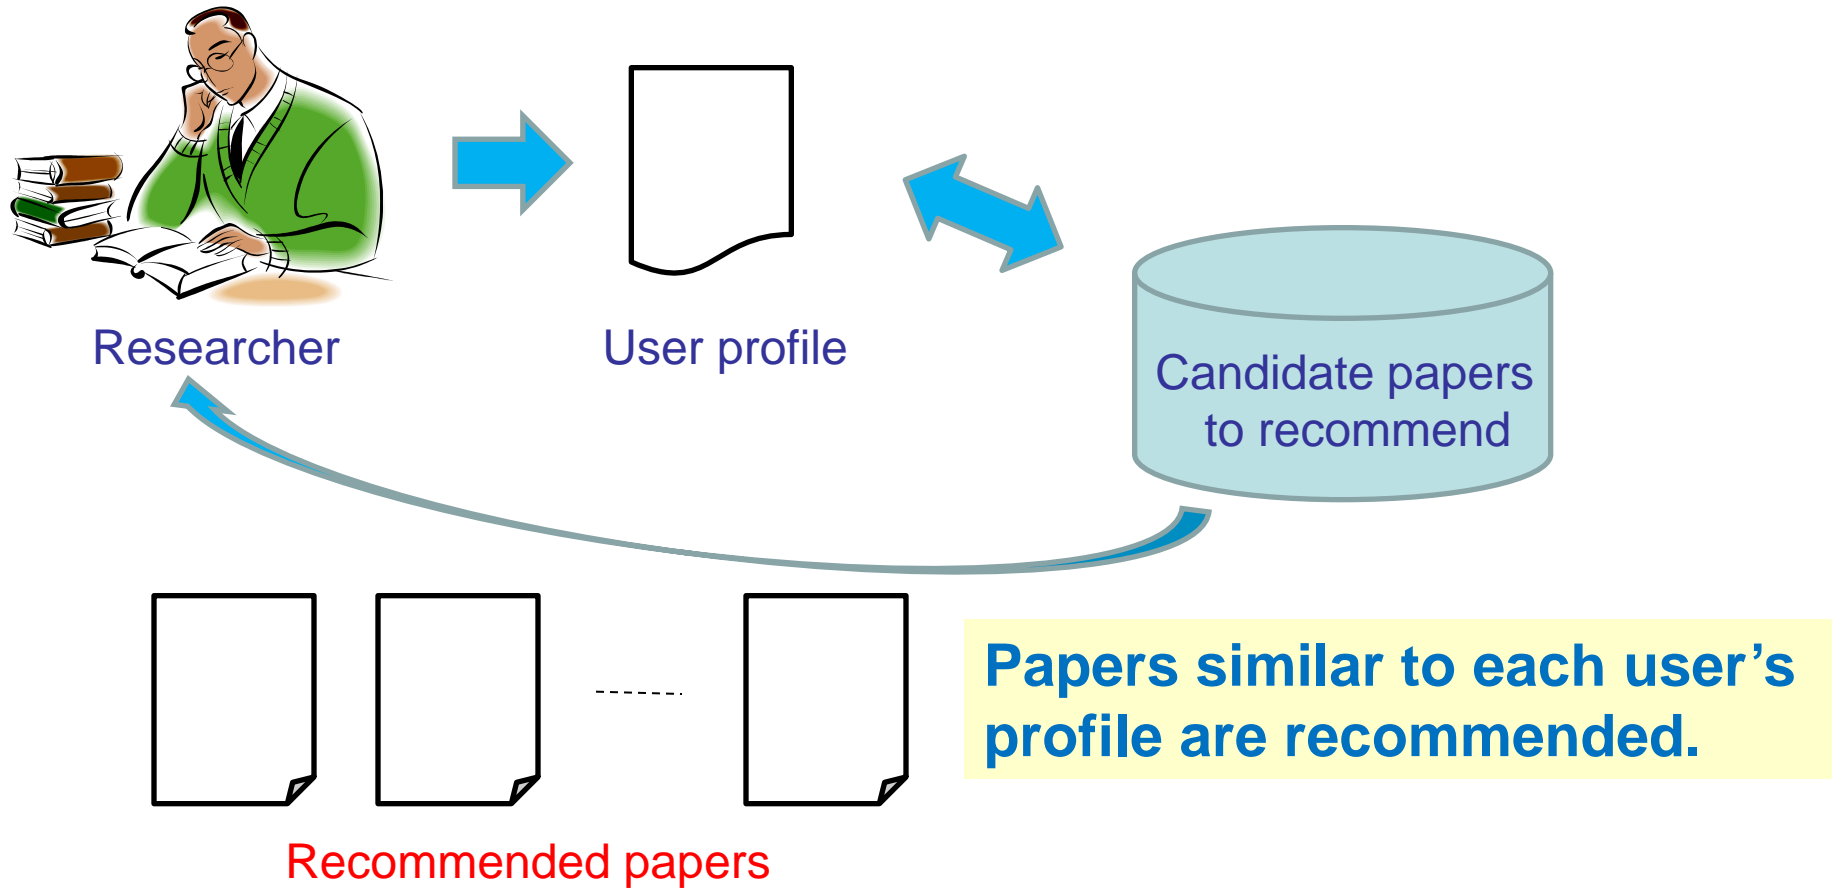 Researcher
User profile
Candidate papers
to recommend
Papers similar to each user’s
profile are recommended.
Recommended papers